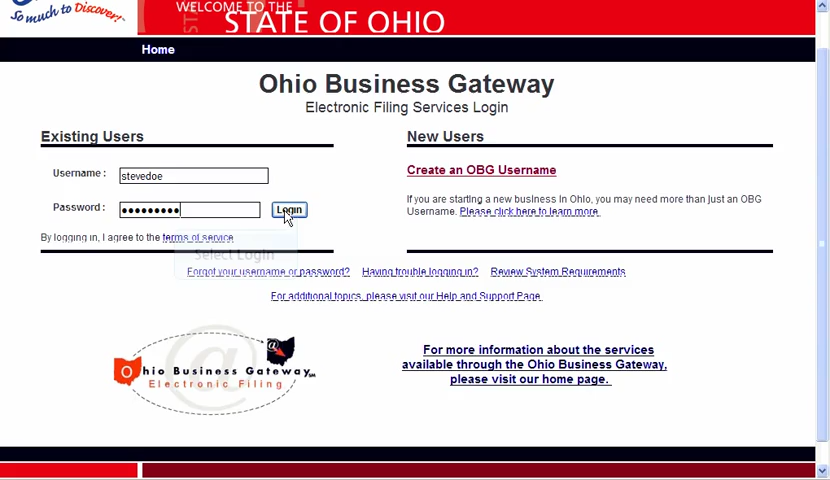 So much to Discover!
WELCOME TO THE
STATE OF OHIO
Home
Ohio Business Gateway
Electronic Filing Services Login
Existing Users
Username :
stevedoe
Password :
•••••••••
Login
By logging in, I agree to the terms of service
Select Login
New Users
Create an OBG Username
If you are starting a new business in Ohio, you may need more than just an OBG
Username. Please click here to learn more.
Forgot your username or password? Having trouble logging in? Review System Requirements
For additional topics, please visit our Help and Support Page.
@
Ohio Business Gateway SM
Electronic Filing
For more information about the services
available through the Ohio Business Gateway,
please visit our home page.